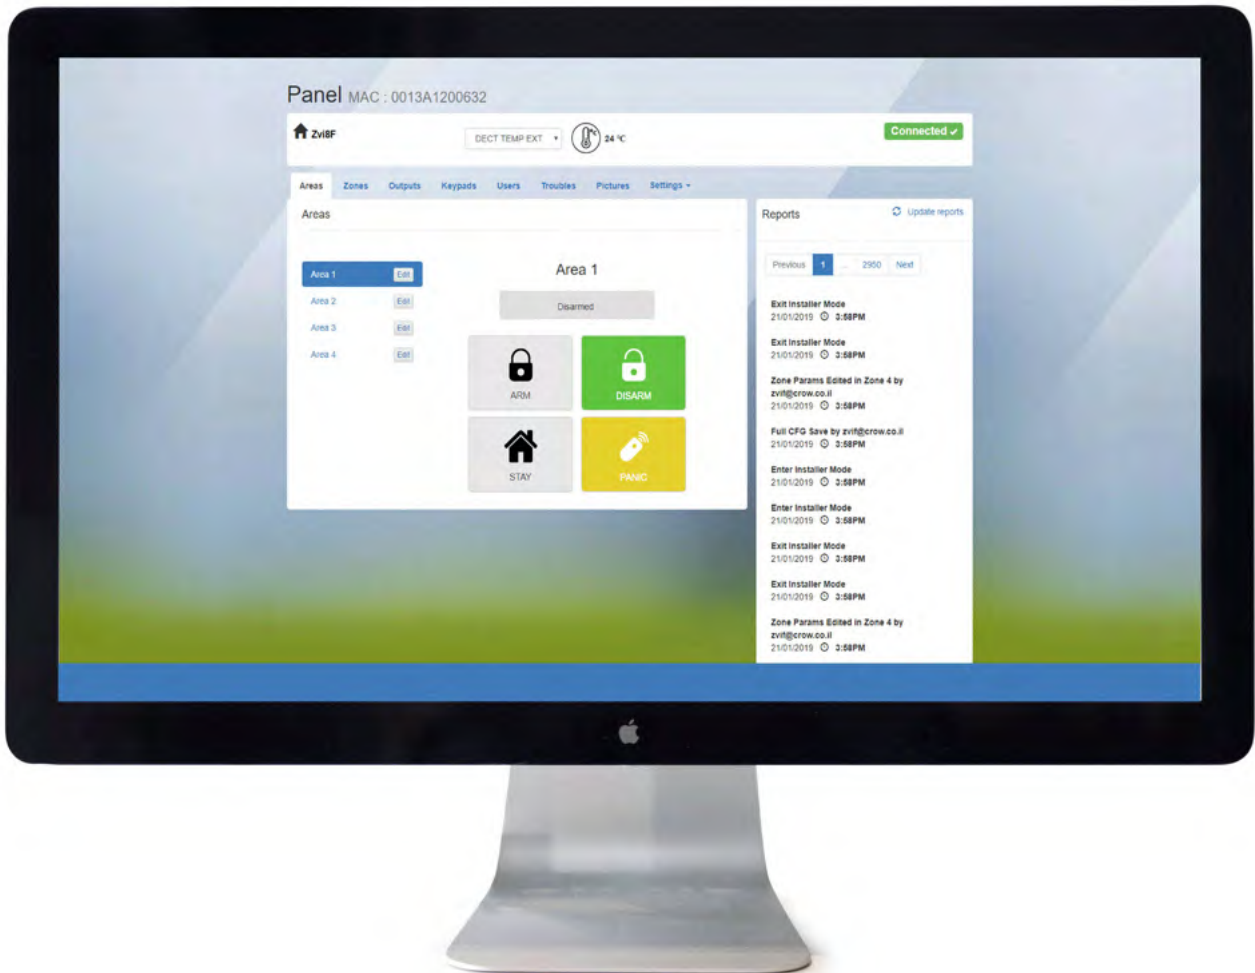 Panel MAC : 0013A1200632
Zvi8F
DECT TEMP EXT
°C
24 °C
Connected
Areas Zones Outputs Keypads Users Troubles Pictures Settings
Areas
Area 1 Edit
Area 2 Edit
Area 3 Edit
Area 4 Edit
Area 1
Disarmed
ARM
DISARM
STAY
PANIC
Reports
Update reports
Previous 1 ... 2950 Next
Exit Installer Mode
21/01/2019 3:58PM
Exit Installer Mode
21/01/2019 3:58PM
Zone Params Edited in Zone 4 by
zvif@crow.co.il
21/01/2019 3:58PM
Full CFG Save by zvif@crow.co.il
21/01/2019 3:58PM
Enter Installer Mode
21/01/2019 3:58PM
Enter Installer Mode
21/01/2019 3:58PM
Exit Installer Mode
21/01/2019 3:58PM
Exit Installer Mode
21/01/2019 3:58PM
Zone Params Edited in Zone 4 by
zvif@crow.co.il
21/01/2019 3:58PM